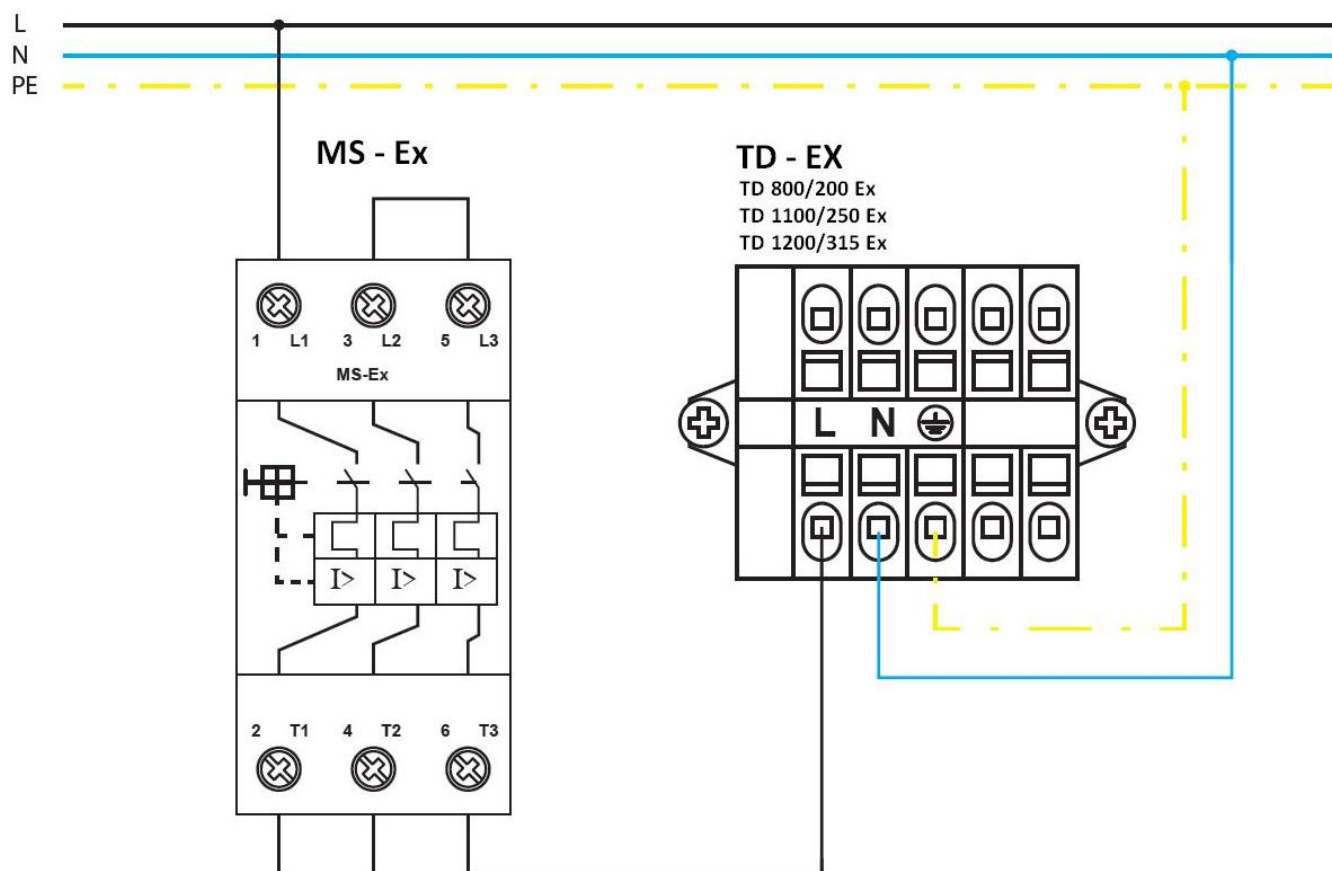 L
N
PE
MS - Ex
TD - EX
TD 800/200 Ex
TD 1100/250 Ex
TD 1200/315 Ex
1 L1 3 L2 5 L3
MS-Ex
L N
I> I> I>
2 T1 4 T2 6 T3